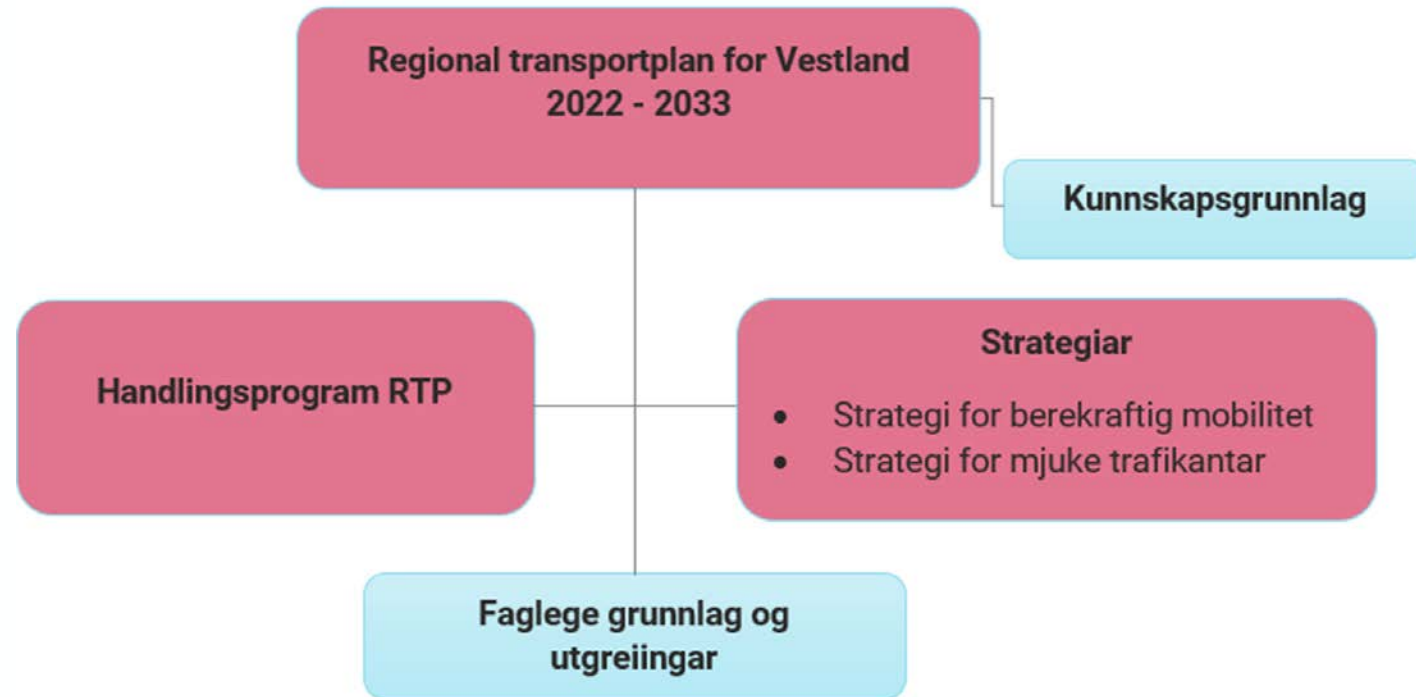 Regional transportplan for Vestland
2022 - 2033
Kunnskapsgrunnlag
Handlingsprogram RTP
Strategiar
• Strategi for berekraftig mobilitet
• Strategi for mjuke trafikantar
Faglege grunnlag og
utgreiingar